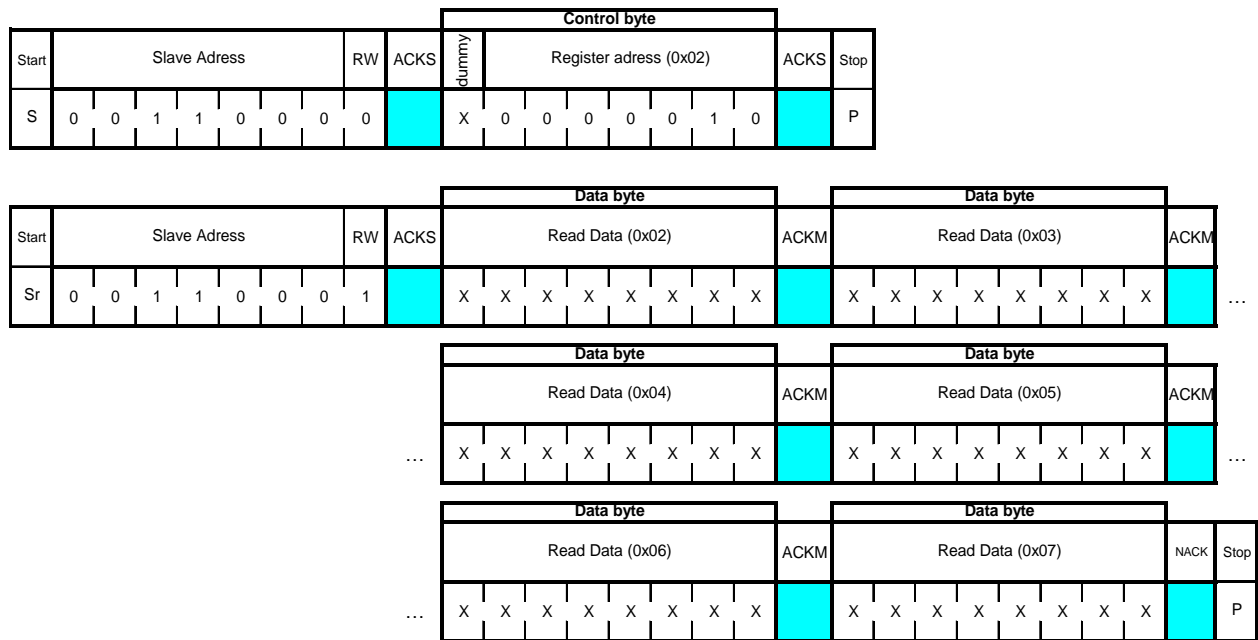 Control byte
Start Slave Adress RW ACKS dummy Register adress (0x02) ACKS Stop
S 0 0 1 1 0 0 0 0 X 0 0 0 0 0 1 0 P
Data byte Data byte
Start Slave Adress RW ACKS Read Data (0x02) ACKM Read Data (0x03) ACKM
Sr 0 0 1 1 0 0 0 1 X X X X X X X X X X X X X X X X …
Data byte Data byte
Read Data (0x04) ACKM Read Data (0x05) ACKM
… X X X X X X X X X X X X X X X X …
Data byte Data byte
Read Data (0x06) ACKM Read Data (0x07) NACK Stop
… X X X X X X X X X X X X X X X X P